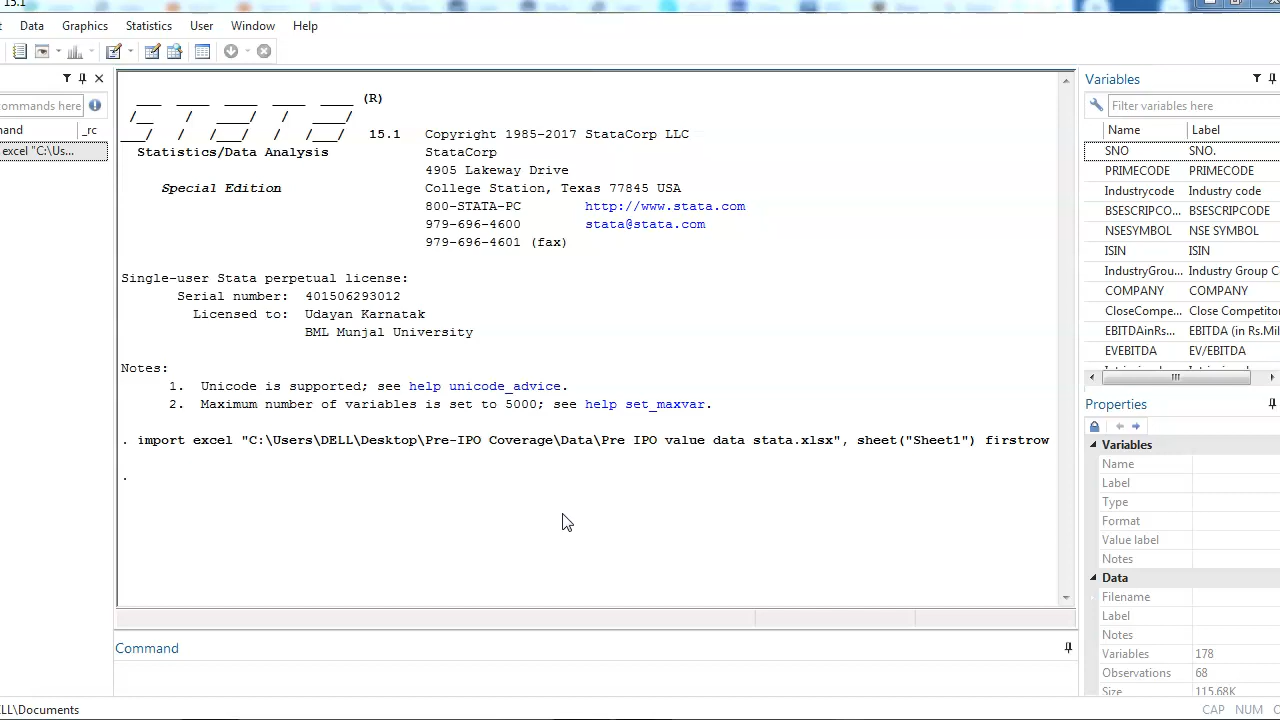 15.1
Data Graphics Statistics User Window Help
ommands here
mand _rc
excel "C:\Us...
(R)
15.1 Copyright 1985-2017 StataCorp LLC
Statistics/Data Analysis StataCorp
4905 Lakeway Drive
Special Edition College Station, Texas 77845 USA
800-STATA-PC http://www.stata.com
979-696-4600 stata@stata.com
979-696-4601 (fax)
Single-user Stata perpetual license:
Serial number: 401506293012
Licensed to: Udayan Karnatak
BML Munjal University
Notes:
1. Unicode is supported; see help unicode_advice.
2. Maximum number of variables is set to 5000; see help set_maxvar.
. import excel "C:\Users\DELL\Desktop\Pre-IPO Coverage\Data\Pre IPO value data stata.xlsx", sheet("Sheet1") firstrow
.
Command
Variables
Filter variables here
Name Label
SNO SNO.
PRIMECODE PRIMECODE
Industrycode Industry code
BSESCRIPCO... BSESCRIPCODE
NSESYMBOL NSE SYMBOL
ISIN ISIN
IndustryGrou... Industry Group C
COMPANY COMPANY
CloseCompe... Close Competitor
EBITDAinRs... EBITDA (in Rs.Mil
EVEBITDA EV/EBITDA
Properties
Variables
Name
Label
Type
Format
Value label
Notes
Data
Filename
Label
Notes
Variables 178
Observations 68
Size 115.68K
LL\Documents
CAP NUM